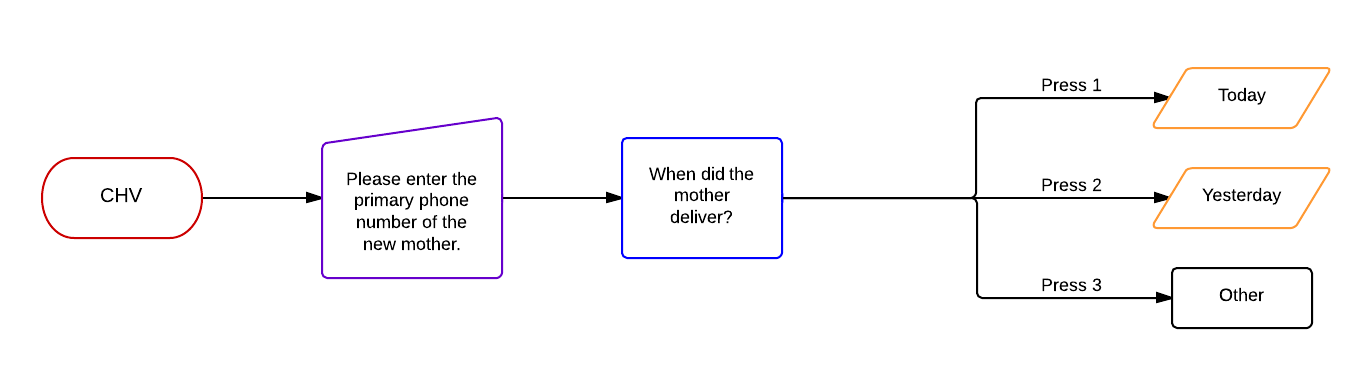 CHV
Please enter the
primary phone
number of the
new mother.
When did the
mother
deliver?
Press 1
Today
Press 2
Yesterday
Press 3
Other